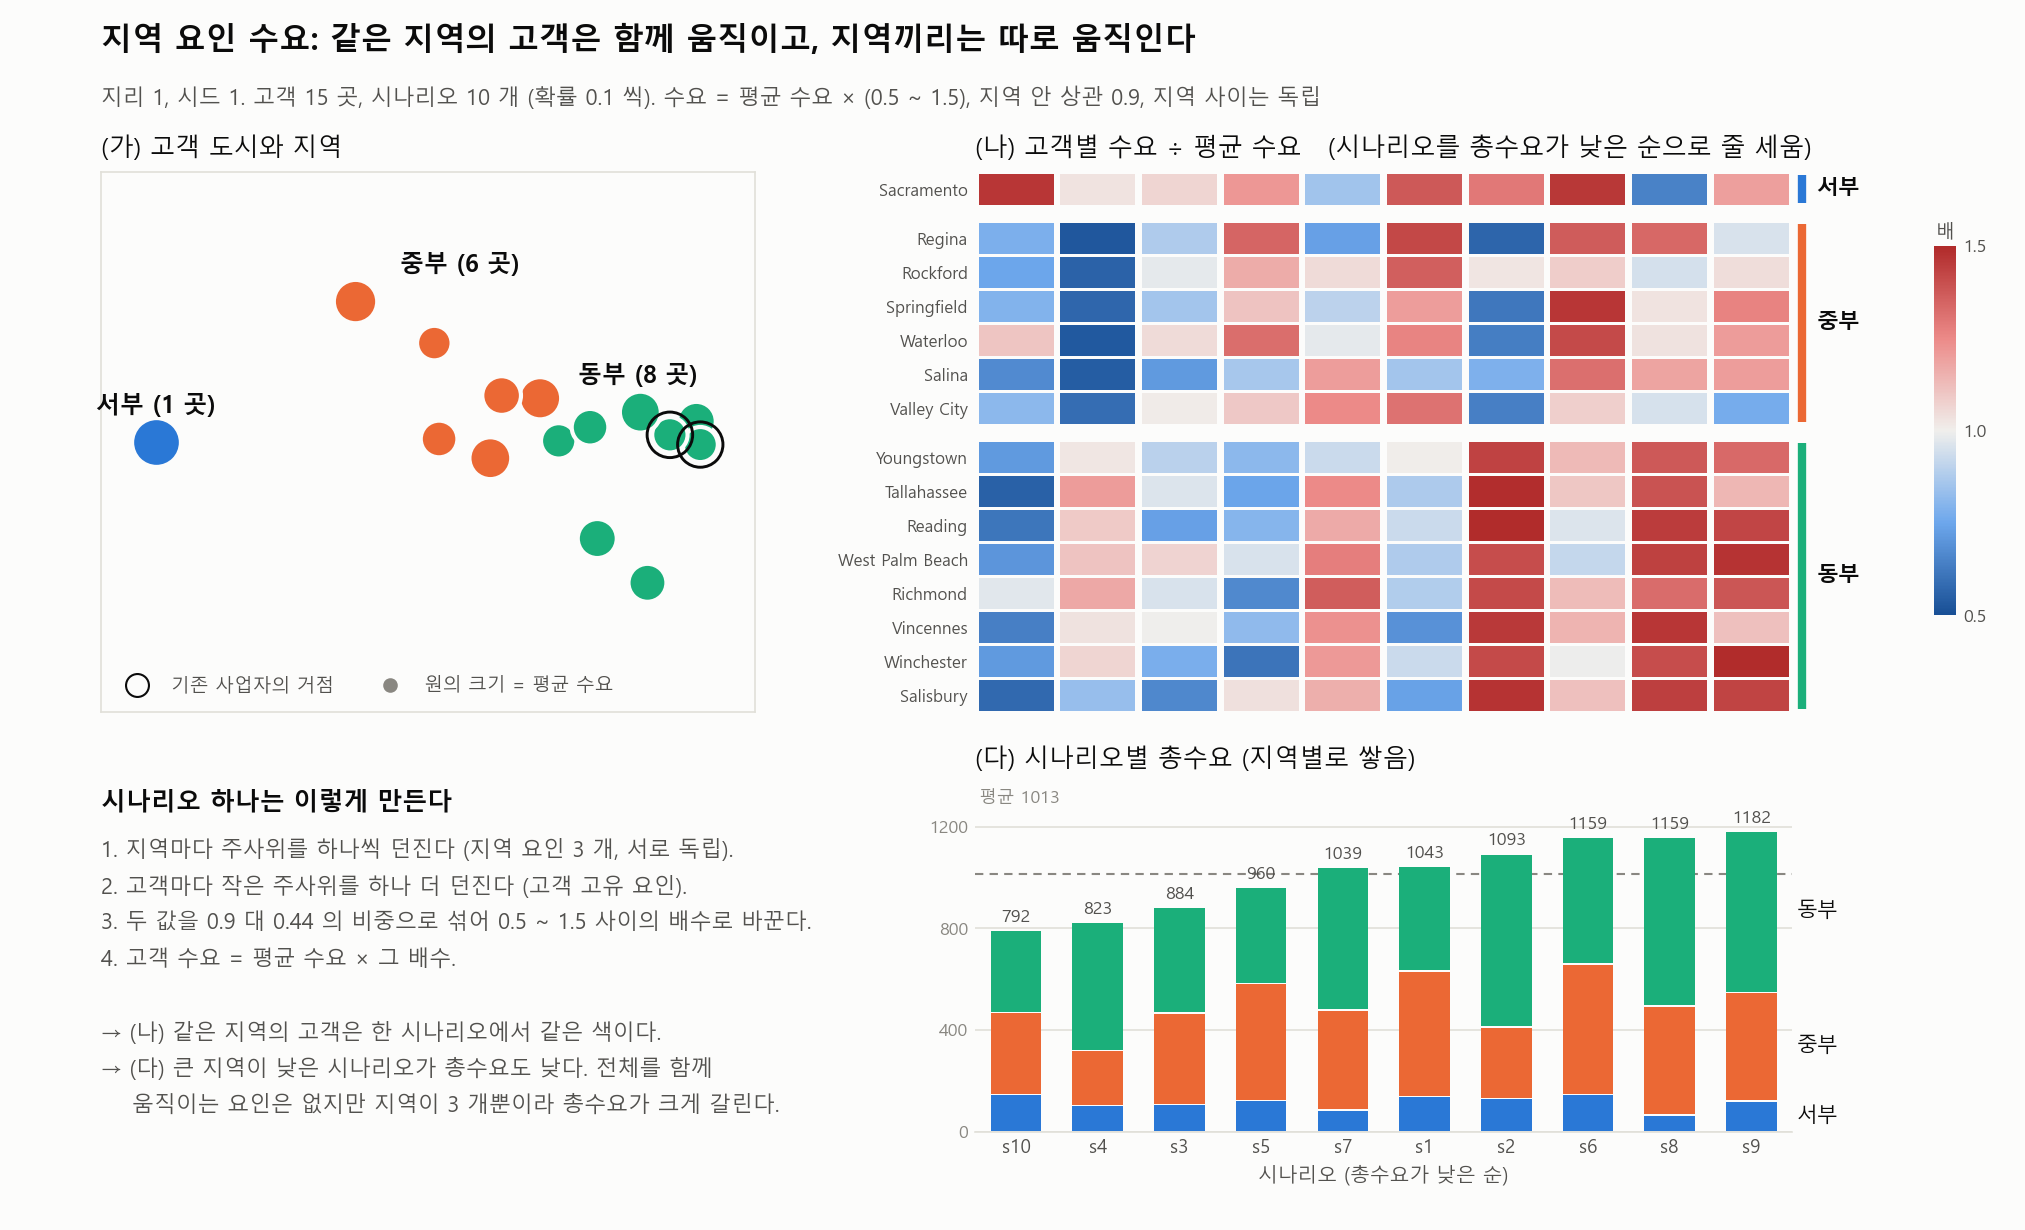 지역 요인 수요: 같은 지역의 고객은 함께 움직이고, 지역끼리는 따로 움직인다
지리 1, 시드 1. 고객 15 곳, 시나리오 10 개 (확률 0.1 씩). 수요 = 평균 수요 × (0.5 ~ 1.5), 지역 안 상관 0.9, 지역 사이는 독립
(가) 고객 도시와 지역
중부 (6 곳)
동부 (8 곳)
서부 (1 곳)
기존 사업자의 거점
원의 크기 = 평균 수요
(나) 고객별 수요 ÷ 평균 수요 (시나리오를 총수요가 낮은 순으로 줄 세움)
Sacramento
Regina
Rockford
Springfield
Waterloo
Salina
Valley City
Youngstown
Tallahassee
Reading
West Palm Beach
Richmond
Vincennes
Winchester
Salisbury
서부
중부
동부
배
1.5
1.0
0.5
시나리오 하나는 이렇게 만든다
1. 지역마다 주사위를 하나씩 던진다 (지역 요인 3 개, 서로 독립).
2. 고객마다 작은 주사위를 하나 더 던진다 (고객 고유 요인).
3. 두 값을 0.9 대 0.44 의 비중으로 섞어 0.5 ~ 1.5 사이의 배수로 바꾼다.
4. 고객 수요 = 평균 수요 × 그 배수.
→ (나) 같은 지역의 고객은 한 시나리오에서 같은 색이다.
→ (다) 큰 지역이 낮은 시나리오가 총수요도 낮다. 전체를 함께
움직이는 요인은 없지만 지역이 3 개뿐이라 총수요가 크게 갈린다.
(다) 시나리오별 총수요 (지역별로 쌓음)
평균 1013
1200
800
400
0
792
823
884
960
1039
1043
1093
1159
1159
1182
동부
중부
서부
s10
s4
s3
s5
s7
s1
s2
s6
s8
s9
시나리오 (총수요가 낮은 순)